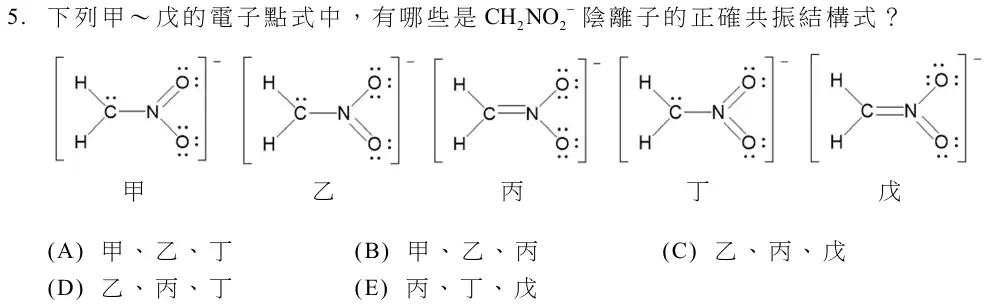 5. 下列甲～戊的電子點式中，有哪些是 CH₂NO₂⁻ 陰離子的正確共振結構式？
H H C N O O − H H C N O O − H H C N O O − H H C N O O − H H C N O O −
甲 乙 丙 丁 戊
(A) 甲、乙、丁 (B) 甲、乙、丙 (C) 乙、丙、戊
(D) 乙、丙、丁 (E) 丙、丁、戊